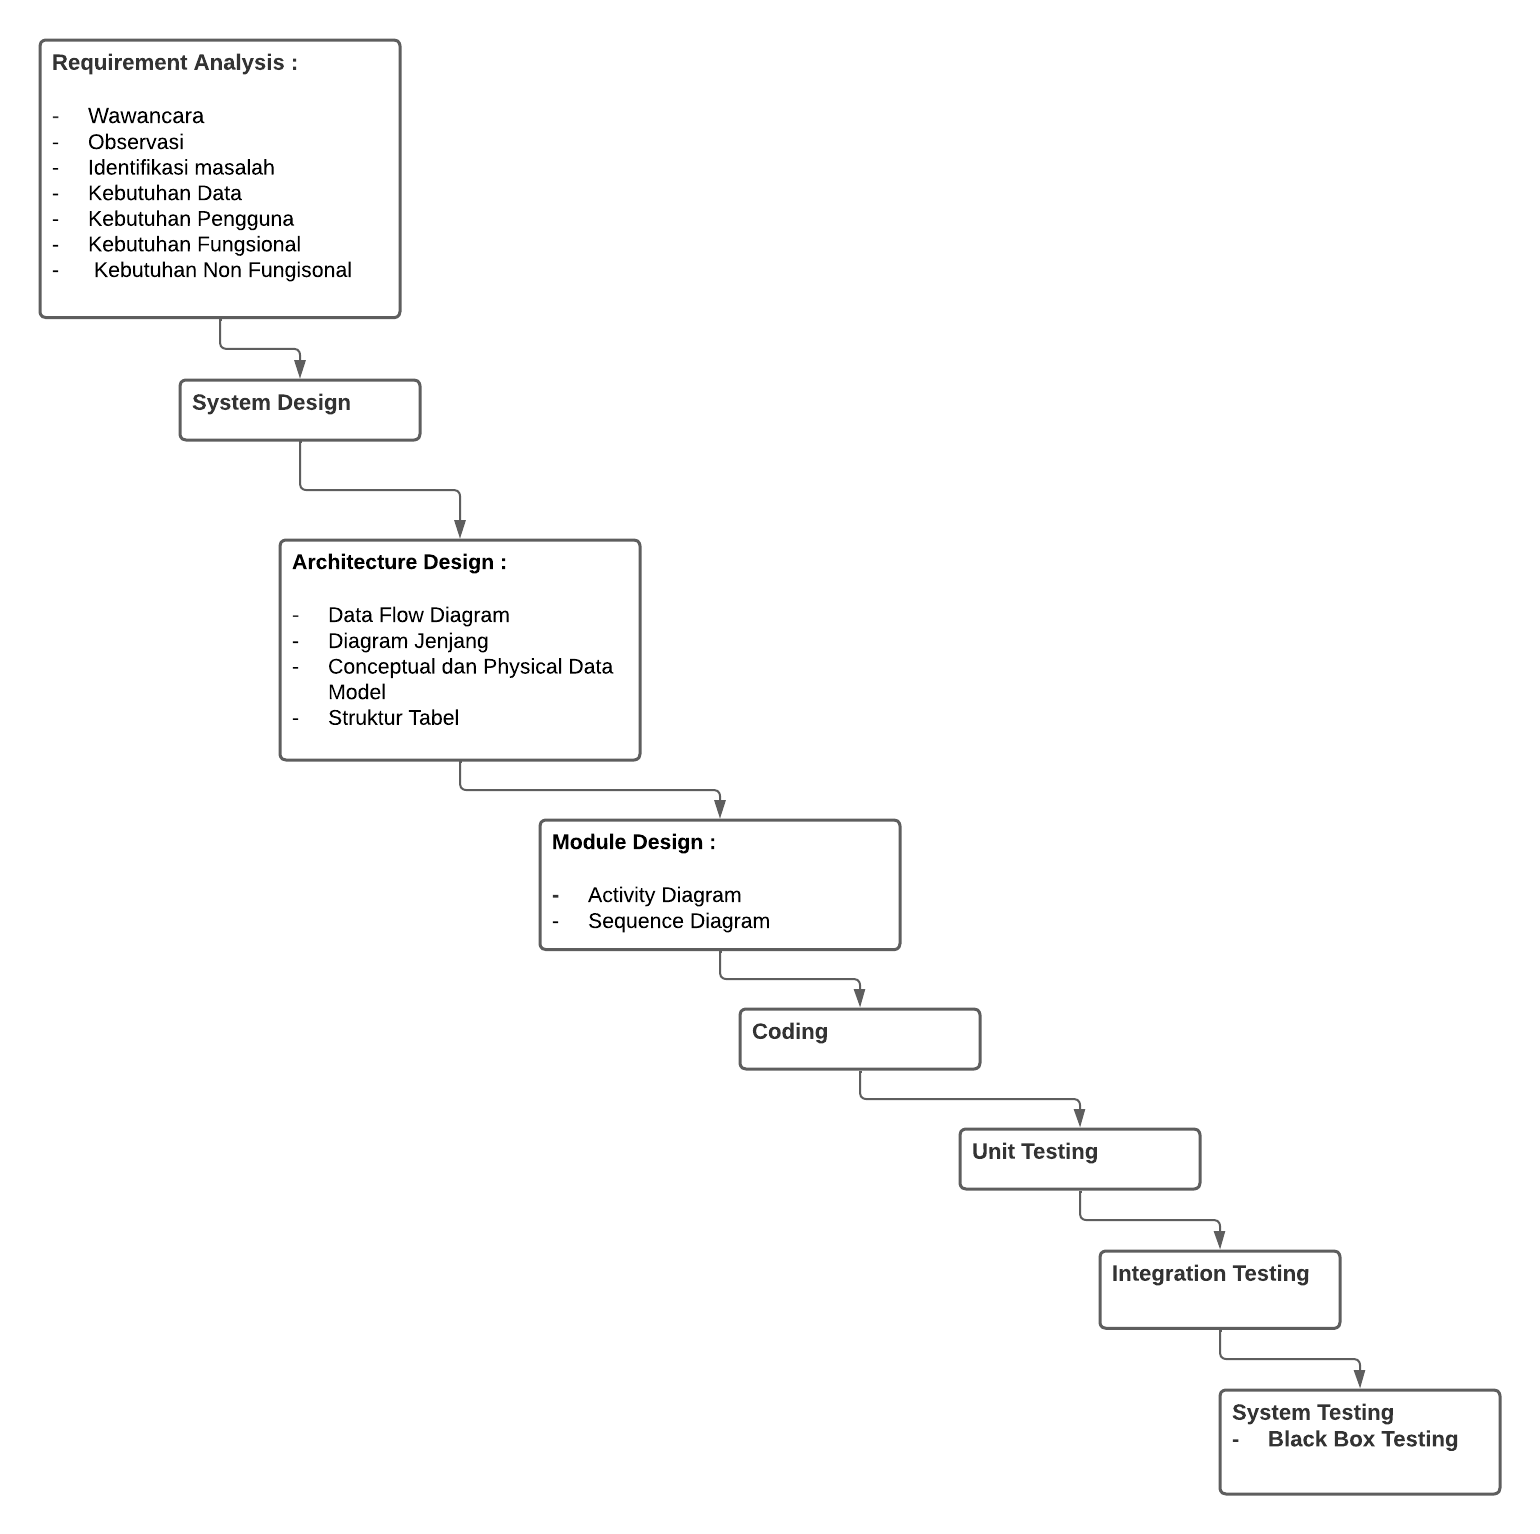 Requirement Analysis :
- Wawancara
- Observasi
- Identifikasi masalah
- Kebutuhan Data
- Kebutuhan Pengguna
- Kebutuhan Fungsional
- Kebutuhan Non Fungisonal
System Design
Architecture Design :
- Data Flow Diagram
- Diagram Jenjang
- Conceptual dan Physical Data
Model
- Struktur Tabel
Module Design :
- Activity Diagram
- Sequence Diagram
Coding
Unit Testing
Integration Testing
System Testing
- Black Box Testing